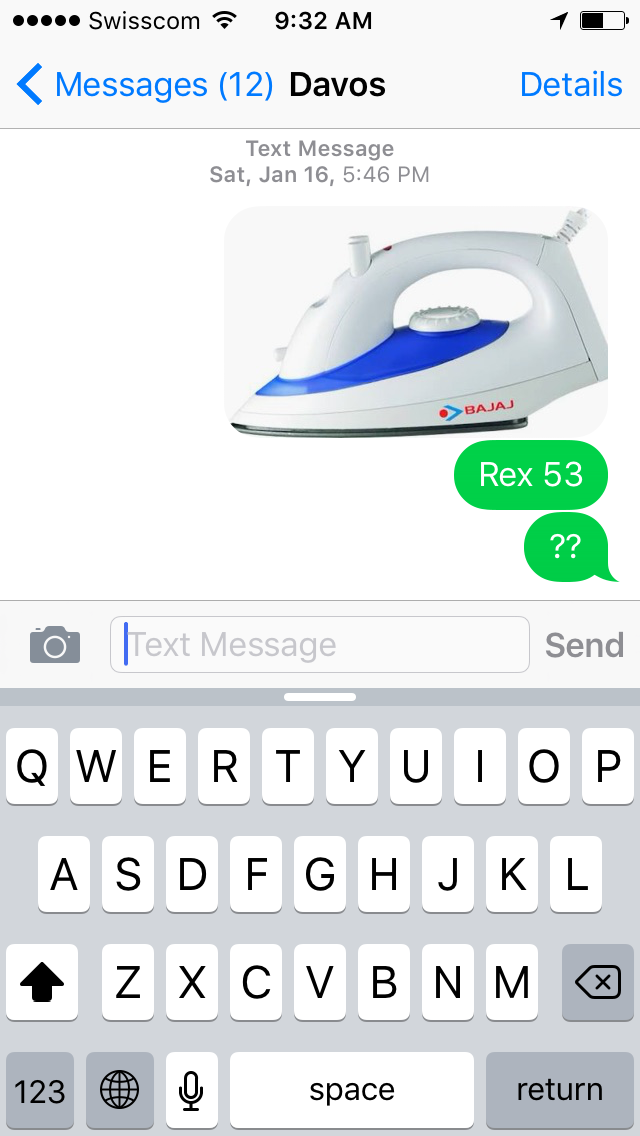 Swisscom 9:32 AM
Messages (12) Davos Details
Text Message
Sat, Jan 16, 5:46 PM
BAJAJ
Rex 53
??
Text Message Send
Q W E R T Y U I O P
A S D F G H J K L
Z X C V B N M
123 space return